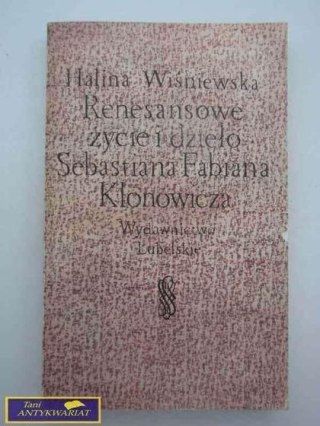 Halina Wiśniewska
Renesansowe
życie i dzieło
Sebastiana Fabiana
Klonowicza
Wydawnictwo
Lubelskie
Tani
ANTYKWARIAT